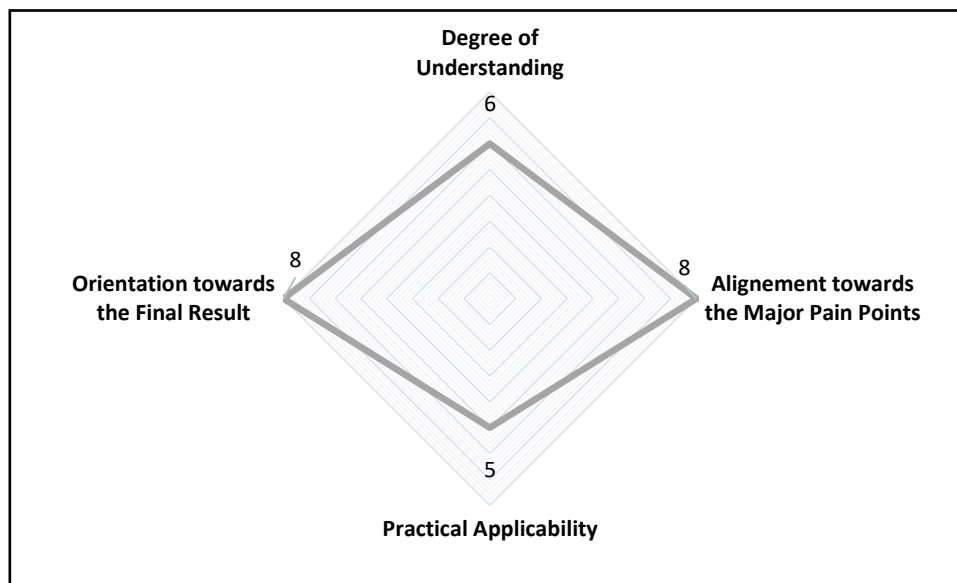 Degree of
Understanding
6
8
Orientation towards
the Final Result
8
Alignement towards
the Major Pain Points
5
Practical Applicability